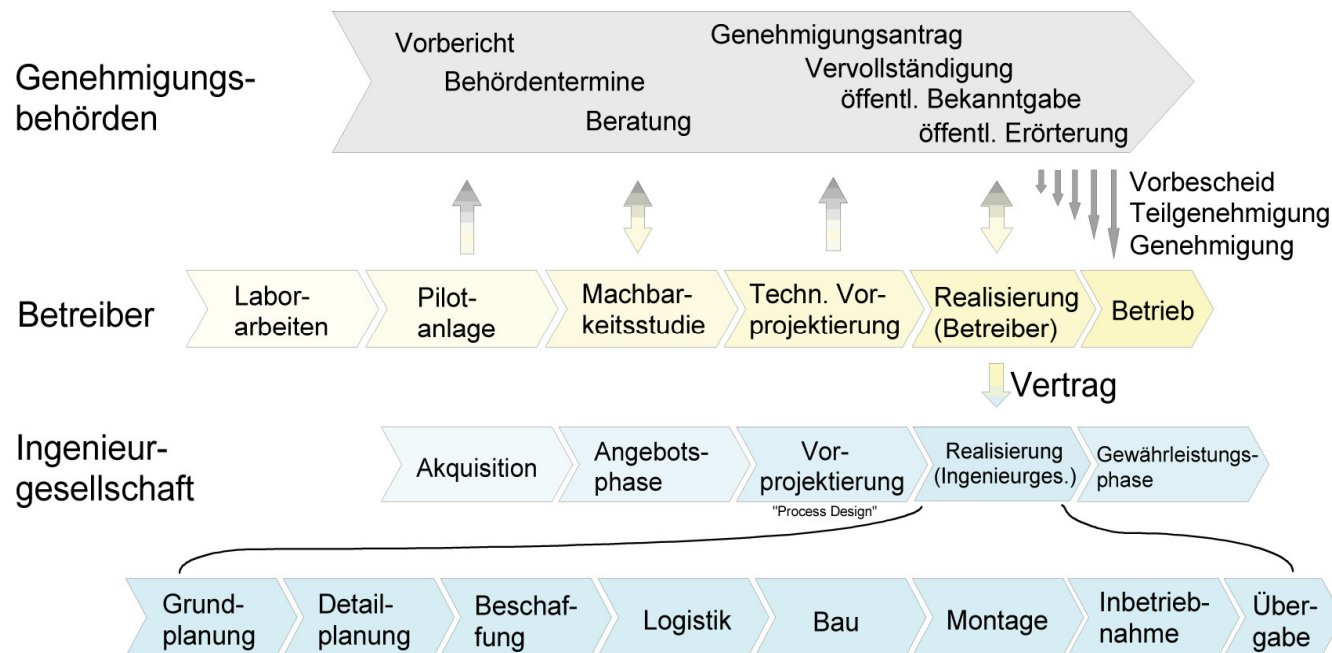 Genehmigungs-
behörden
Vorbericht
Behördentermine
Beratung
Genehmigungsantrag
Vervollständigung
öffentl. Bekanntgabe
öffentl. Erörterung
Vorbescheid
Teilgenehmigung
Genehmigung
Betreiber
Labor-
arbeiten
Pilot-
anlage
Machbar-
keitsstudie
Techn. Vor-
projektierung
Realisierung
(Betreiber)
Betrieb
Vertrag
Ingenieur-
gesellschaft
Akquisition
Angebots-
phase
Vor-
projektierung
"Process Design"
Realisierung
(Ingenieurges.)
Gewährleistungs-
phase
Grund-
planung
Detail-
planung
Beschaf-
fung
Logistik
Bau
Montage
Inbetrieb-
nahme
Über-
gabe